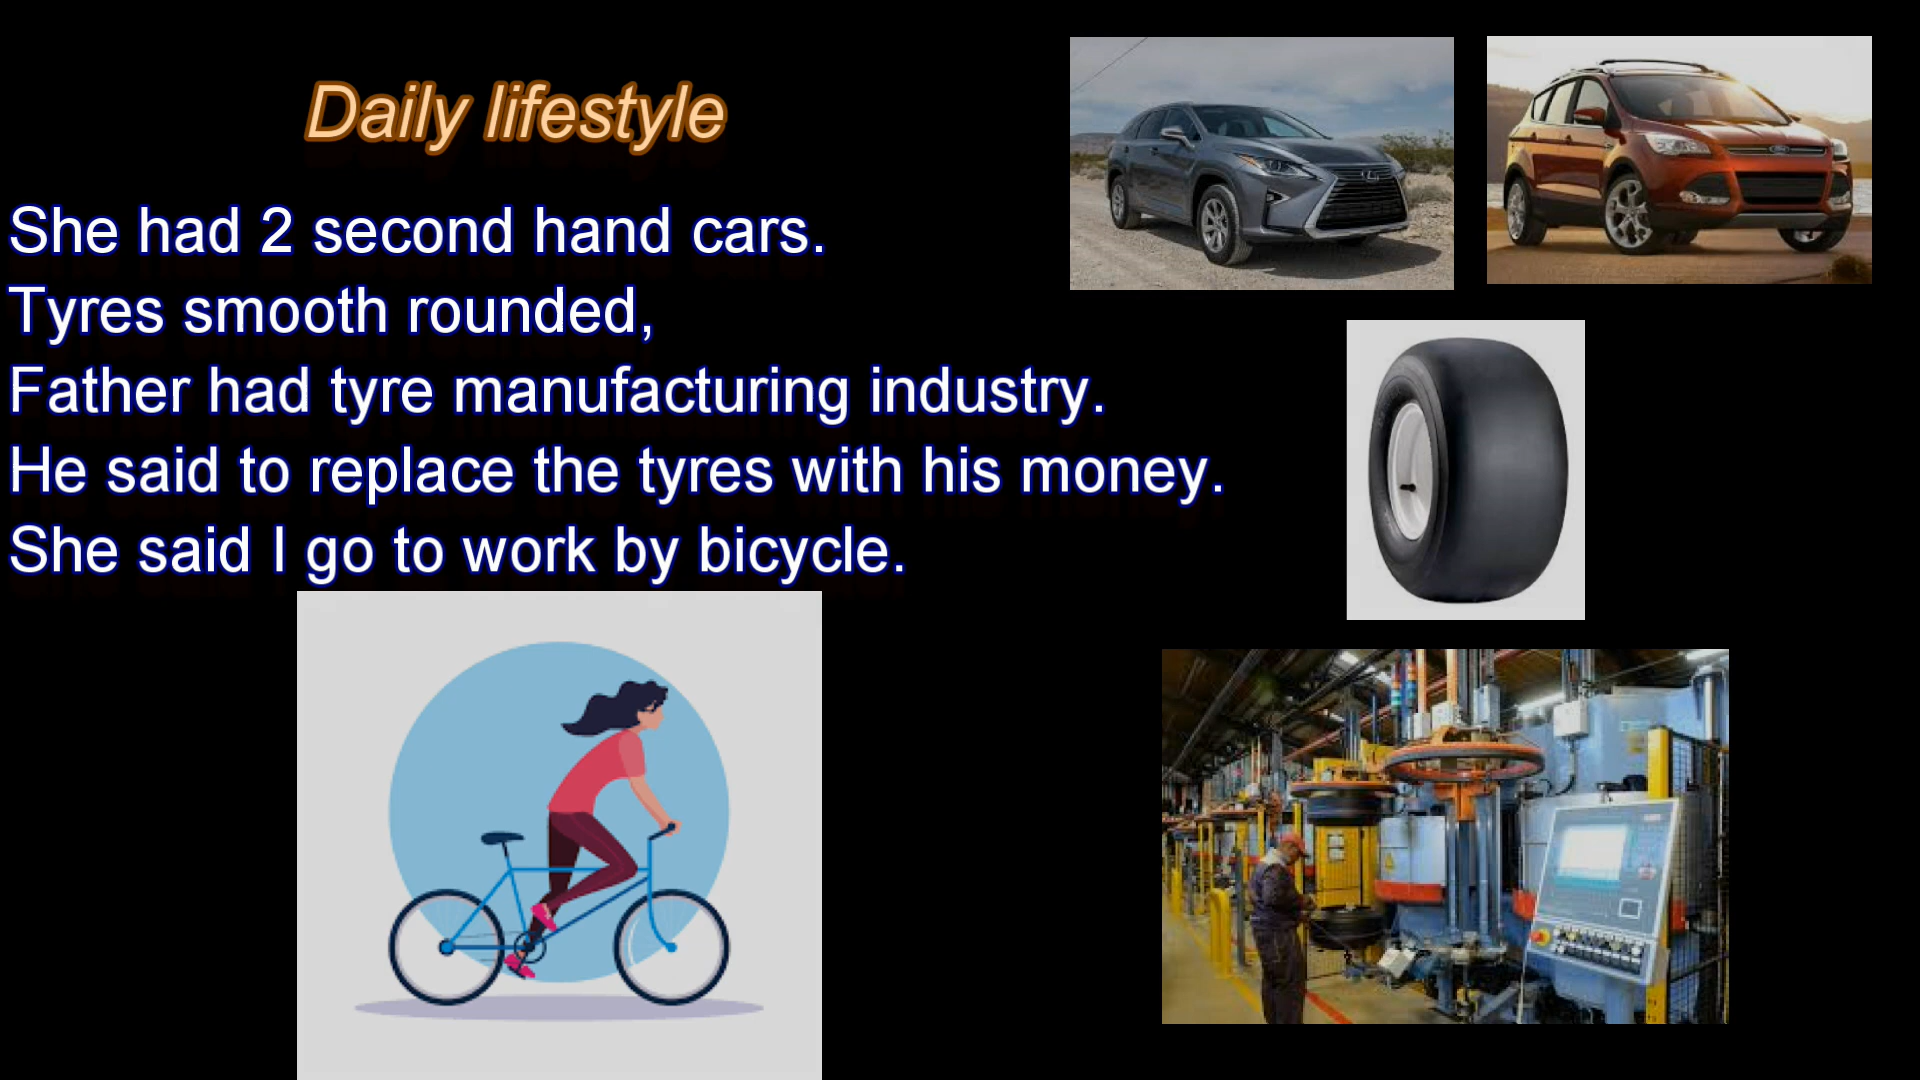 Daily lifestyle
She had 2 second hand cars.
Tyres smooth rounded,
Father had tyre manufacturing industry.
He said to replace the tyres with his money.
She said I go to work by bicycle.